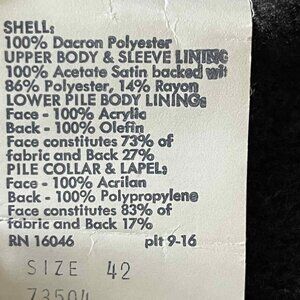 SHELL:
100% Dacron Polyester
UPPER BODY & SLEEVE LINING
100% Acetate Satin backed wit
86% Polyester, 14% Rayon
LOWER PILE BODY LINING:
Face - 100% Acrylic
Back - 100% Olefin
Face constitutes 73% of
fabric and Back 27%
PILE COLLAR & LAPEL:
Face - 100% Acrilan
Back - 100% Polypropylene
Face constitutes 83% of
fabric and Back 17%
RN 16046 plt 9-16
SIZE 42
73504